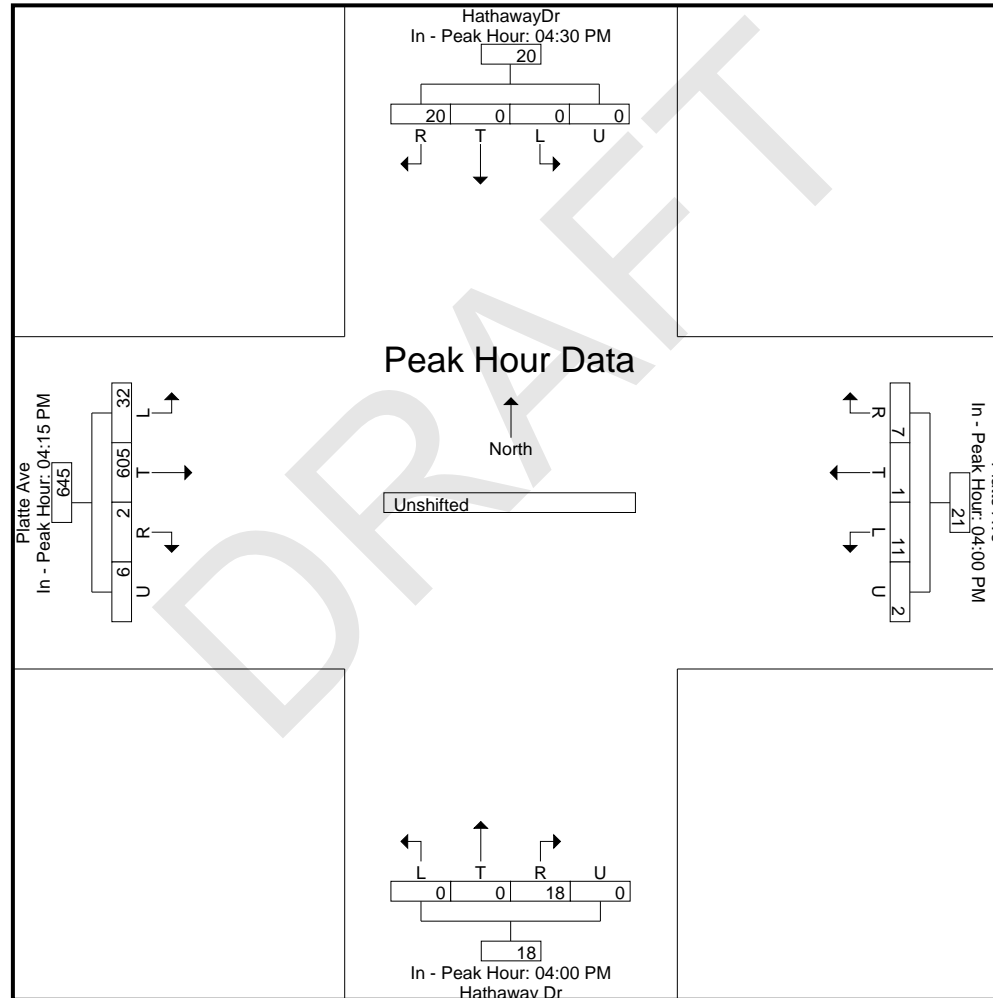 HathawayDr
In - Peak Hour: 04:30 PM
20
20 0 0 0
R T L U
Peak Hour Data
North
Unshifted
Platte Ave
In - Peak Hour: 04:15 PM
645
32 605 2 6
L T R U
In - Peak Hour: 04:00 PM
21
7 1 11 2
R T L U
L T R U
0 0 18 0
18
In - Peak Hour: 04:00 PM
Hathaway Dr
DRAFT